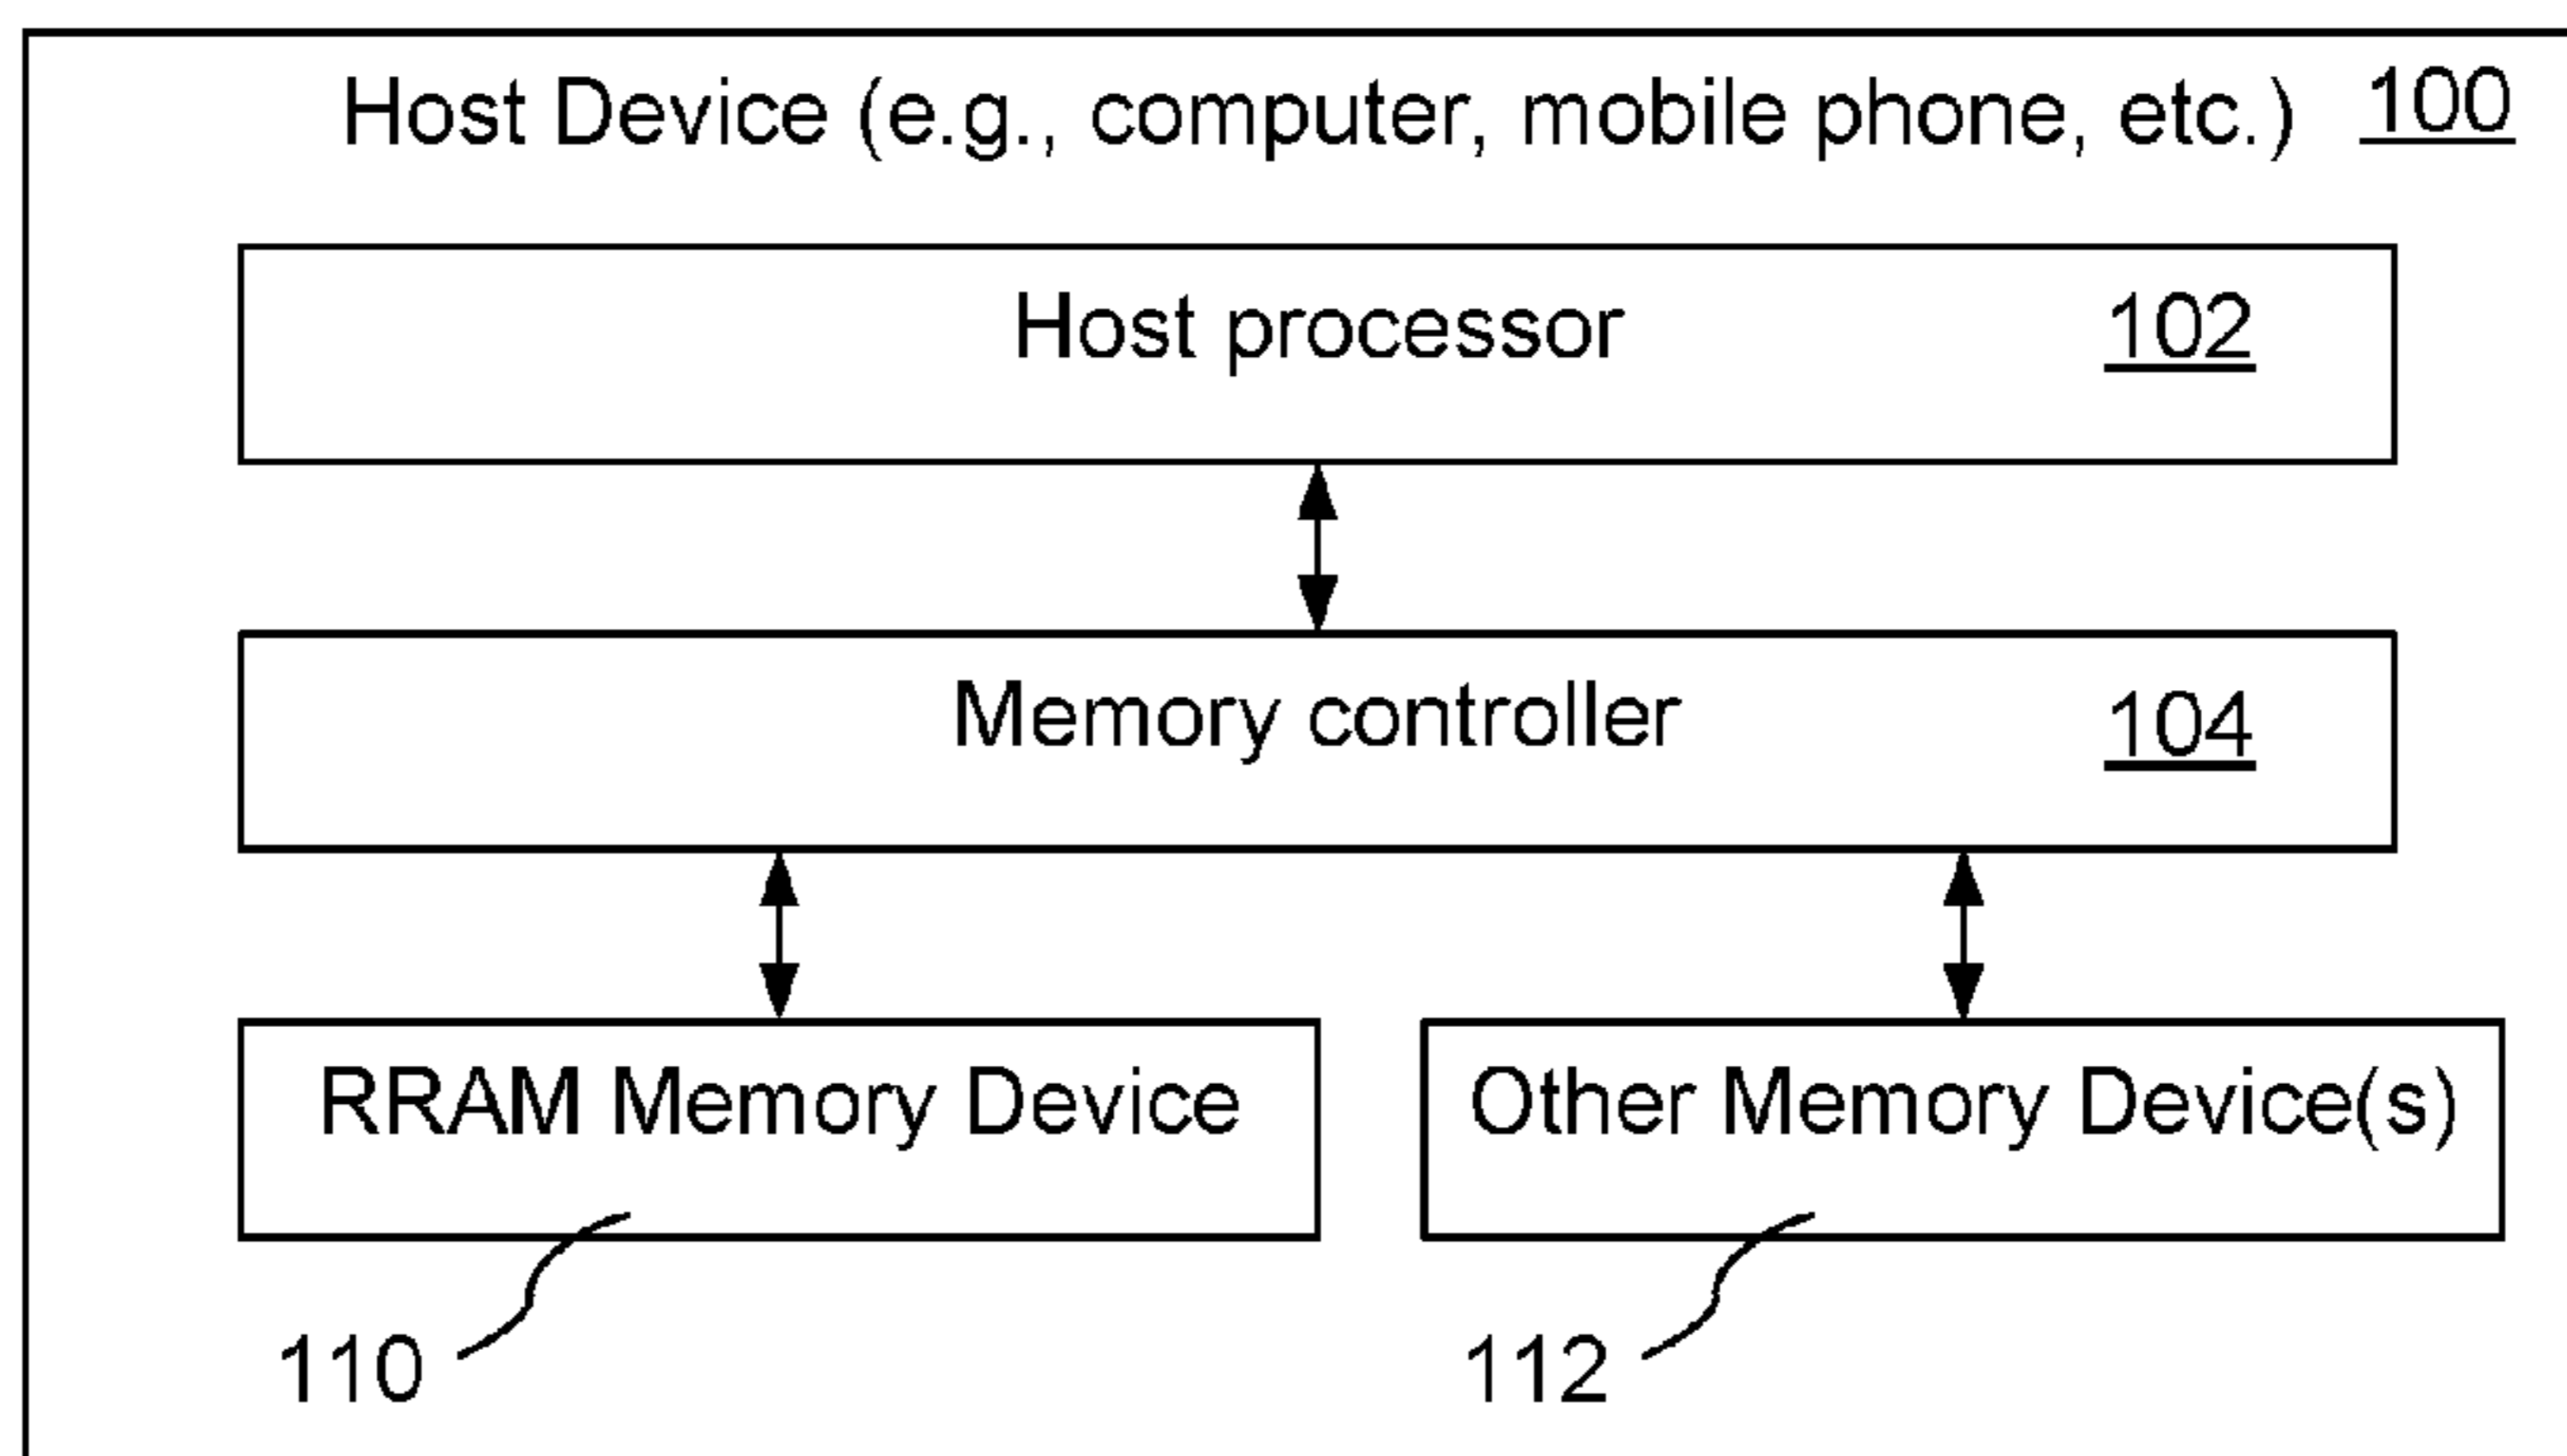 Host Device (e.g., computer, mobile phone, etc.) 100
Host processor 102
Memory controller 104
RRAM Memory Device
Other Memory Device(s)
110
112